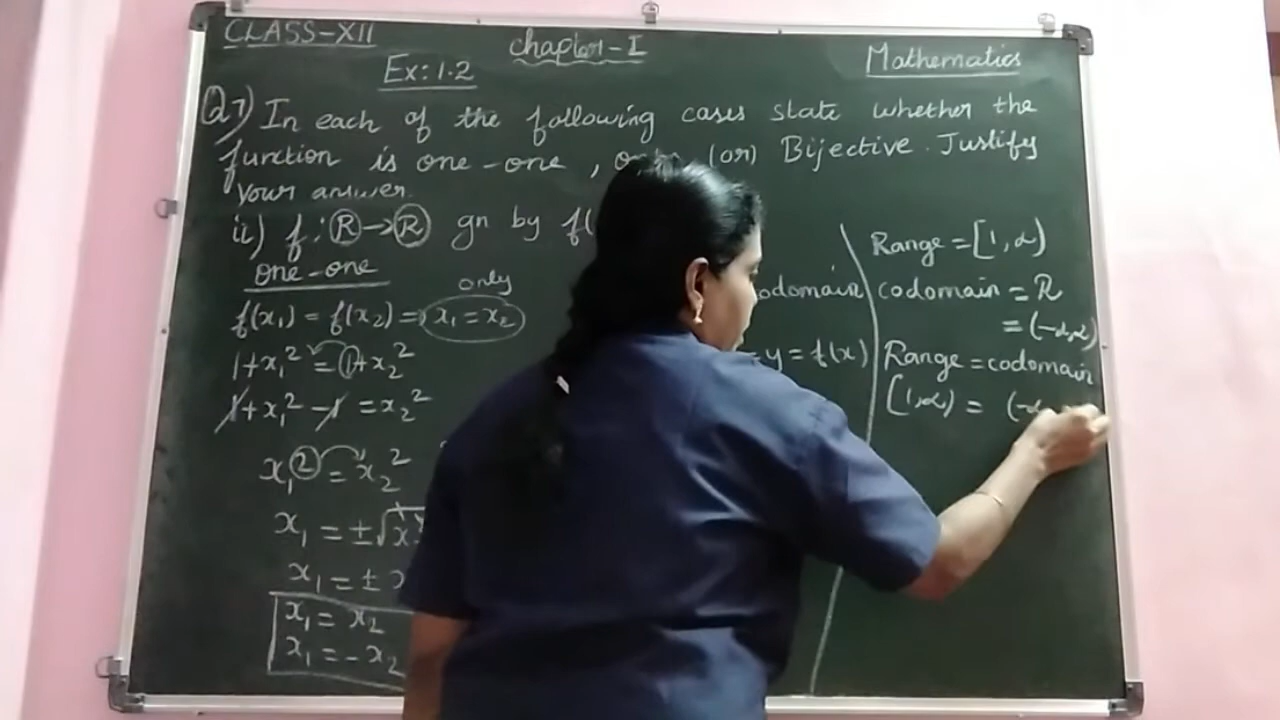 CLASS-XII
chapter-I
Mathematics
Ex: 1.2
Q7) In each of the following cases state whether the
function is one-one, (or) Bijective. Justify
your answer.
ii) f: R→R gn by f(
one-one
only
f(x₁) = f(x₂) ⇒ x₁ = x₂
1+x₁² = 1+x₂²
1+x₁² - 1 = x₂²
x₁² = x₂²
x₁ = ±√
x₁ = ±
x₁ = x₂
x₁ = -x₂
codomain
= y = f(x)
Range = [1, ∝)
codomain = R
= (-∝, ∝)
Range = codomain
[1, ∝) = (-∝